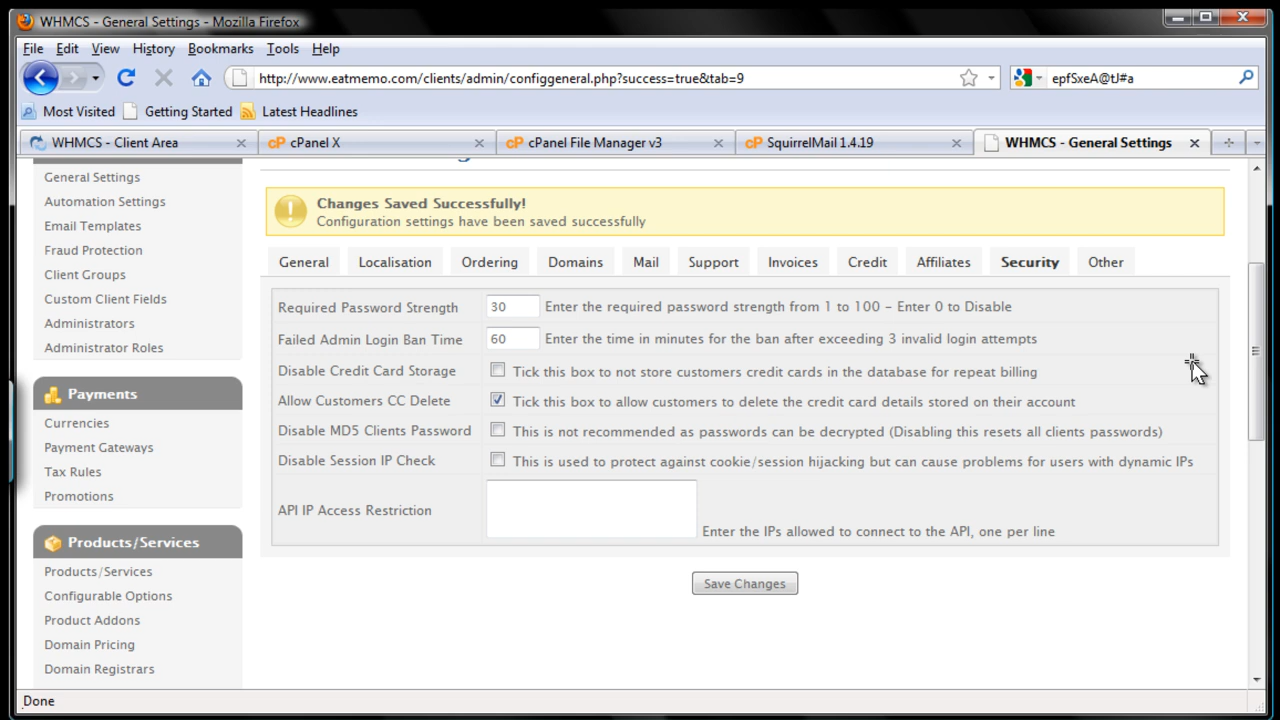 WHMCS - General Settings - Mozilla Firefox
File Edit View History Bookmarks Tools Help
http://www.eatmemo.com/clients/admin/configgeneral.php?success=true&tab=9
epfSxeA@tJ#a
Most Visited Getting Started Latest Headlines
WHMCS - Client Area
cP cPanel X
cP cPanel File Manager v3
cP SquirrelMail 1.4.19
WHMCS - General Settings
General Settings
Automation Settings
Email Templates
Fraud Protection
Client Groups
Custom Client Fields
Administrators
Administrator Roles
Payments
Currencies
Payment Gateways
Tax Rules
Promotions
Products/Services
Products/Services
Configurable Options
Product Addons
Domain Pricing
Domain Registrars
Changes Saved Successfully!
Configuration settings have been saved successfully
General Localisation Ordering Domains Mail Support Invoices Credit Affiliates Security Other
Required Password Strength 30 Enter the required password strength from 1 to 100 - Enter 0 to Disable
Failed Admin Login Ban Time 60 Enter the time in minutes for the ban after exceeding 3 invalid login attempts
Disable Credit Card Storage Tick this box to not store customers credit cards in the database for repeat billing
Allow Customers CC Delete Tick this box to allow customers to delete the credit card details stored on their account
Disable MD5 Clients Password This is not recommended as passwords can be decrypted (Disabling this resets all clients passwords)
Disable Session IP Check This is used to protect against cookie/session hijacking but can cause problems for users with dynamic IPs
API IP Access Restriction Enter the IPs allowed to connect to the API, one per line
Save Changes
Done